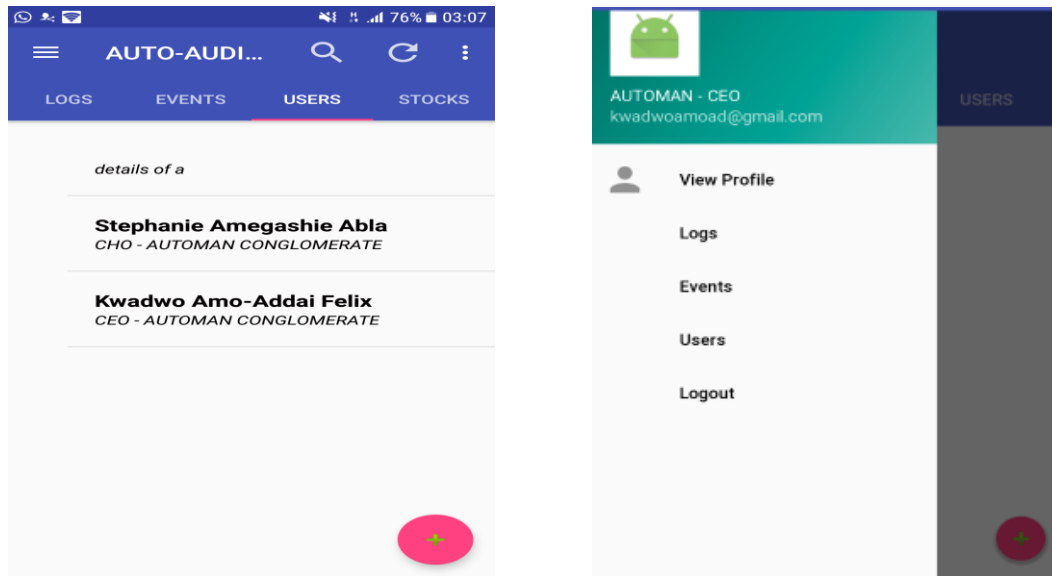 76% 03:07
AUTO-AUDI...
LOGS EVENTS USERS STOCKS
details of a
Stephanie Amegashie Abla
CHO - AUTOMAN CONGLOMERATE
Kwadwo Amo-Addai Felix
CEO - AUTOMAN CONGLOMERATE
AUTOMAN - CEO
kwadwoamoad@gmail.com
USERS
View Profile
Logs
Events
Users
Logout